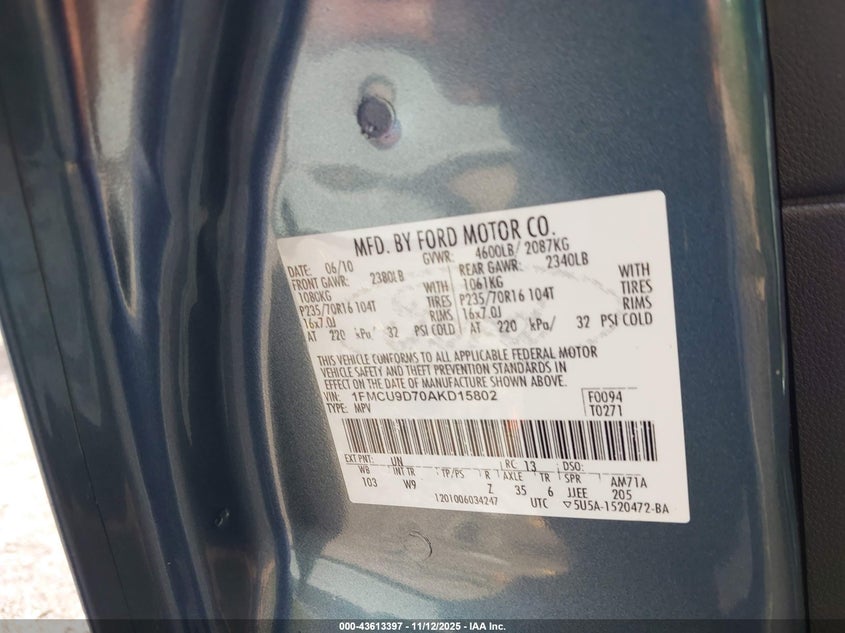 MFD. BY FORD MOTOR CO.
DATE: 06/10 GVWR: 4600LB/ 2087KG
FRONT GAWR: 2380LB REAR GAWR: 2340LB
1080KG WITH 1061KG WITH
P235/70R16 104T TIRES P235/70R16 104T TIRES
16x7.0J RIMS 16x7.0J RIMS
AT 220 kPa/ 32 PSI COLD AT 220 kPa/ 32 PSI COLD
THIS VEHICLE CONFORMS TO ALL APPLICABLE FEDERAL MOTOR
VEHICLE SAFETY AND THEFT PREVENTION STANDARDS IN
EFFECT ON THE DATE OF MANUFACTURE SHOWN ABOVE.
VIN: 1FMCU9D70AKD15802 F0094
TYPE: MPV T0271
EXT PNT: UN RC: 13 DSO:
WB INT TR TP/PS R AXLE TR SPR AM71A
103 W9 Z 35 6 JJEE 205
1201006034247 UTC ▽5U5A-1520472-BA
000-43613397 - 11/12/2025 - IAA Inc.